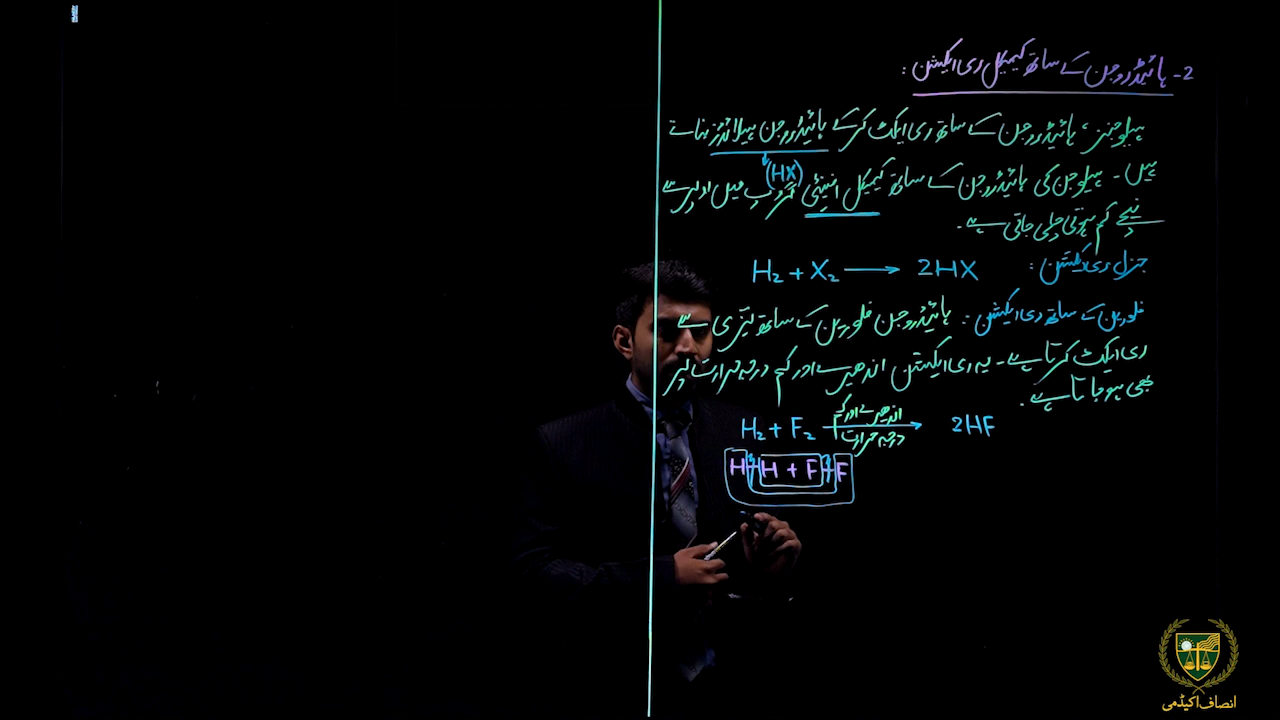 2- ہائیڈروجن کے ساتھ کیمیکل ری ایکشن :
ہیلوجنز، ہائیڈروجن کے ساتھ ری ایکٹ کر کے ہائیڈروجن ہیلائڈز بناتے
(HX)
ہیں۔ ہیلوجن کی ہائیڈروجن کے ساتھ کیمیکل افینٹی گروپ میں اوپر سے
نیچے کم ہوتی چلی جاتی ہے۔
جنرل ری ایکشن :
H₂ + X₂ ⟶ 2HX
فلورین کے ساتھ ری ایکشن : ہائیڈروجن فلورین کے ساتھ تیزی سے
ری ایکٹ کرتا ہے۔ یہ ری ایکشن اندھیرے اور کم درجہ حرارت پر
بھی ہو جاتا ہے۔
H₂ + F₂ ⟶ 2HF
اندھیرے اور کم
درجہ حرارت
H H + F F
انصاف اکیڈمی